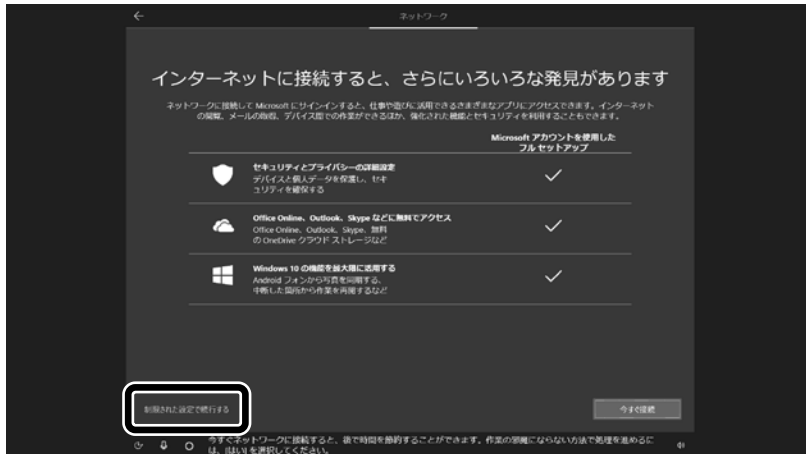 ネットワーク
インターネットに接続すると、さらにいろいろな発見があります
ネットワークに接続して Microsoft にサインインすると、仕事や遊びに活用できるさまざまなアプリにアクセスできます。インターネット
の閲覧、メールの取得、デバイス間での作業ができるほか、強化された機能とセキュリティを利用することもできます。
Microsoft アカウントを使用した
フル セットアップ
セキュリティとプライバシーの詳細設定
デバイスと個人データを保護し、セキ
ュリティを確保する
Office Online、Outlook、Skype などに無料でアクセス
Office Online、Outlook、Skype、無料
の OneDrive クラウド ストレージなど
Windows 10 の機能を最大限に活用する
Android フォンから写真を同期する、
中断した箇所から作業を再開するなど
制限された設定で続行する
今すぐ接続
今すぐネットワークに接続すると、後で時間を節約することができます。作業の邪魔にならない方法で処理を進めるに
は、[はい] を選択してください。